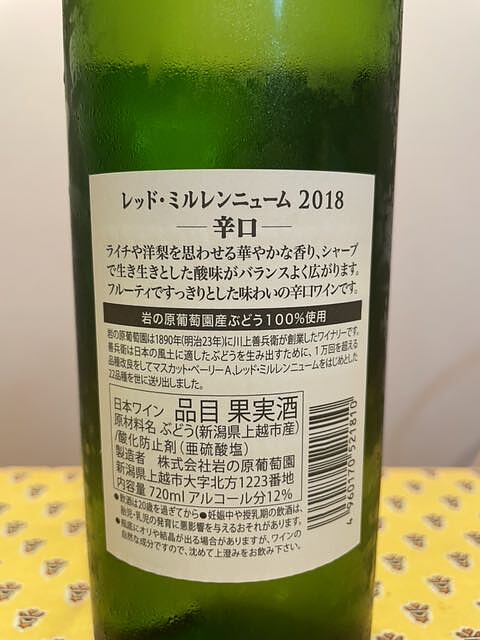 レッド・ミルレンニューム 2018
辛口
ライチや洋梨を思わせる華やかな香り、シャープ
で生き生きとした酸味がバランスよく広がります。
フルーティですっきりとした味わいの辛口ワインです。
岩の原葡萄園産ぶどう100%使用
岩の原葡萄園は1890年(明治23年)に川上善兵衛が創業したワイナリーです。
善兵衛は日本の風土に適したぶどうを生み出すために、1万回を超える
品種改良をしてマスカット・ベーリーA、レッド・ミルレンニュームをはじめとした
22品種を世に送り出しました。
日本ワイン 品目 果実酒
原材料名 ぶどう(新潟県上越市産)
/酸化防止剤(亜硫酸塩)
製造者 株式会社岩の原葡萄園
新潟県上越市大字北方1223番地
内容量 720ml アルコール分12%
●飲酒は20歳を過ぎてから●妊娠中や授乳期の飲酒は、
胎児・乳児の発育に悪影響を与えるおそれがあります。
●瓶底にオリや結晶が出る場合がありますが、ワインの
自然な成分ですので、沈めて上澄みをお飲み下さい。
4 960170 521810